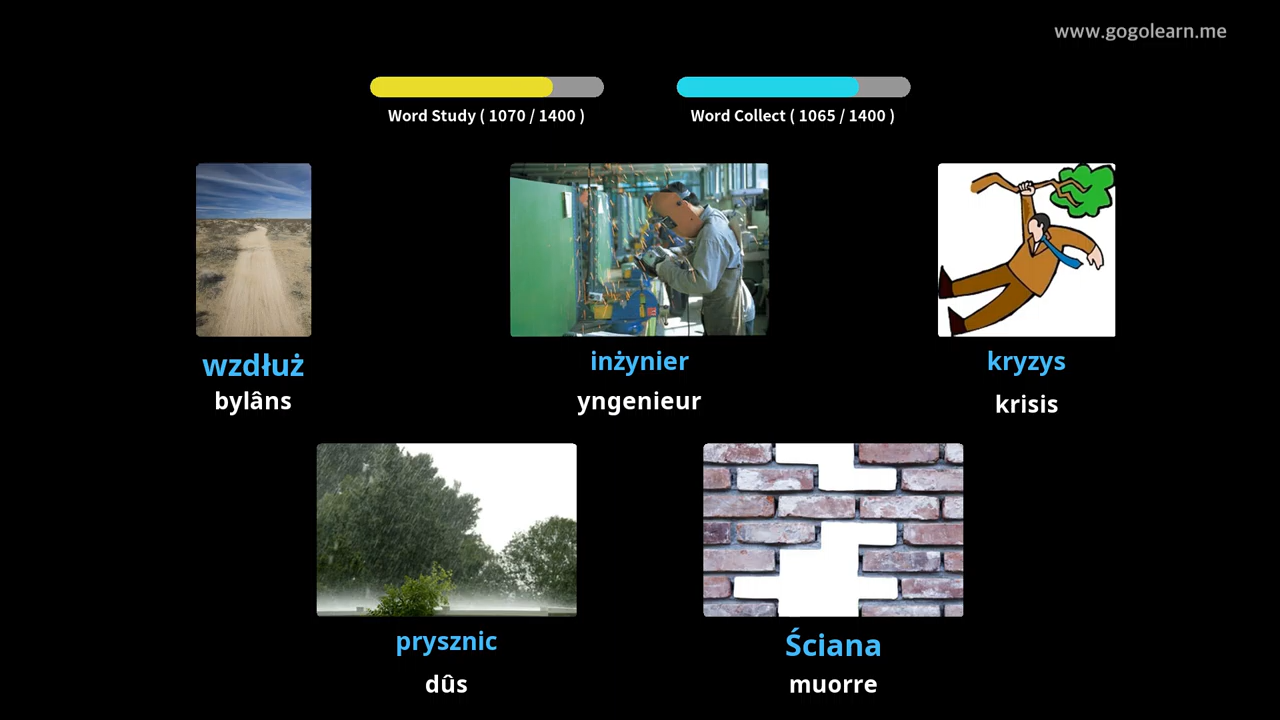 www.gogolearn.me
Word Study ( 1070 / 1400 )
Word Collect ( 1065 / 1400 )
wzdłuż
bylâns
inżynier
yngenieur
kryzys
krisis
prysznic
dûs
Ściana
muorre